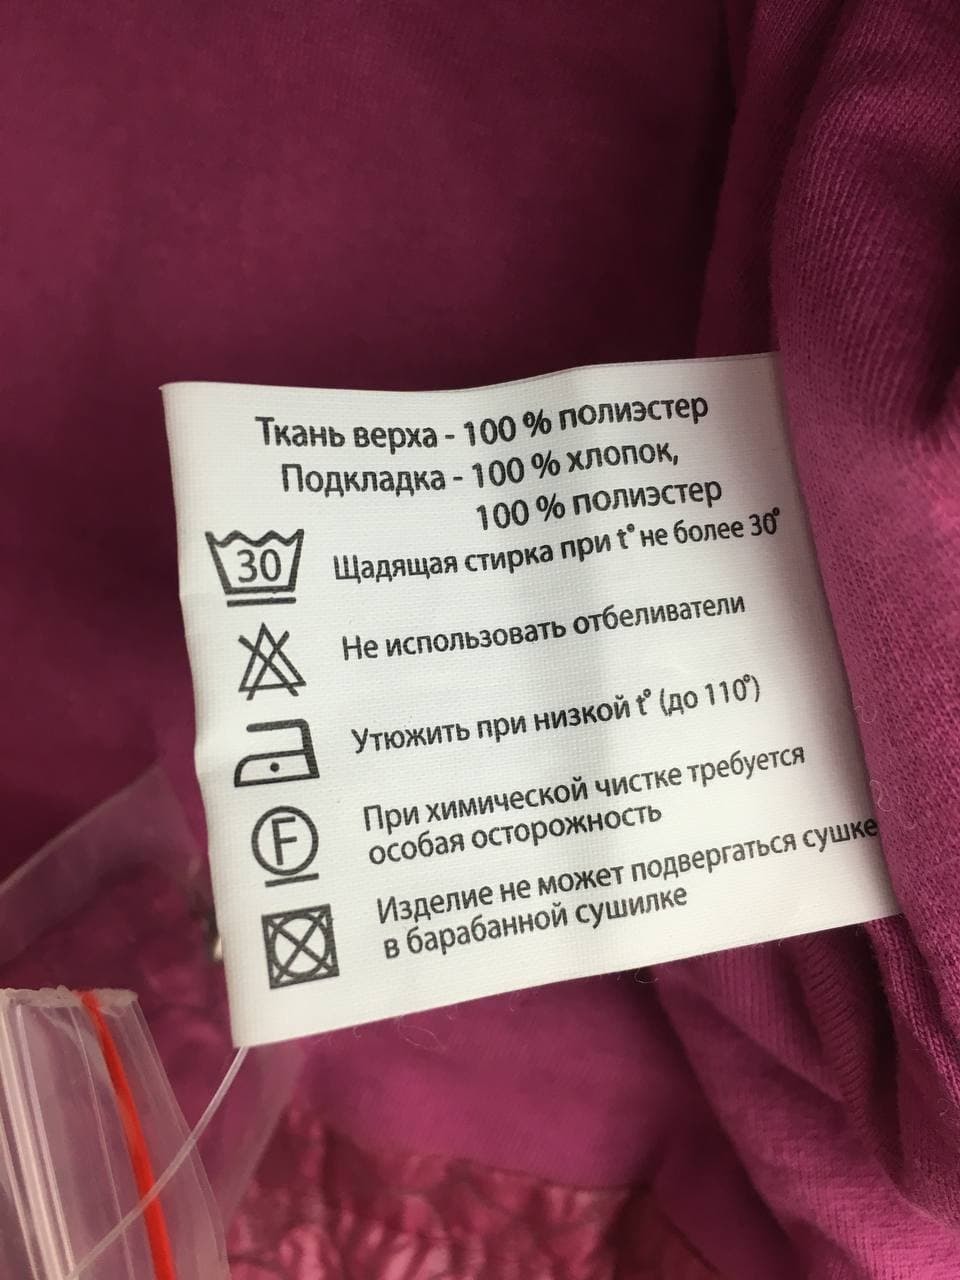 Ткань верха - 100 % полиэстер
Подкладка - 100 % хлопок,
100 % полиэстер
30 Щадящая стирка при t° не более 30°
Не использовать отбеливатели
Утюжить при низкой t° (до 110°)
F При химической чистке требуется
особая осторожность
Изделие не может подвергаться сушке
в барабанной сушилке